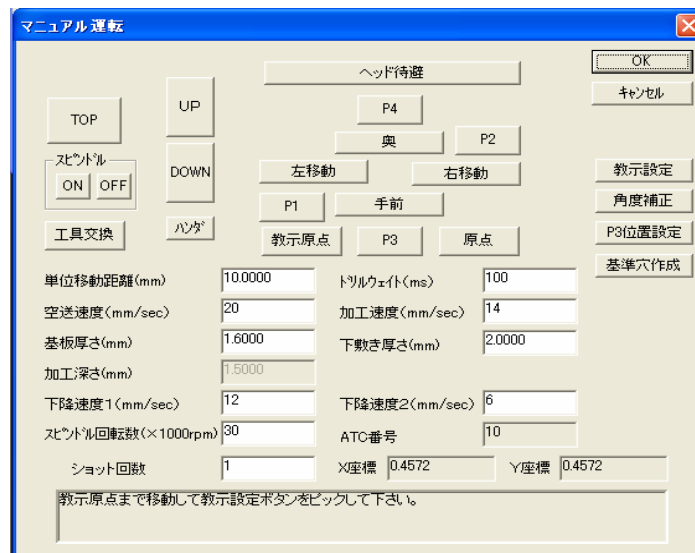 マニュアル運転
ヘッド待避
OK
キャンセル
UP
P4
TOP
奥
P2
スピンドル
ON
OFF
DOWN
左移動
右移動
教示設定
P1
手前
角度補正
工具交換
ハンダ
教示原点
P3
原点
P3位置設定
基準穴作成
単位移動距離(mm) 10.0000 ドリルウェイト(ms) 100
空送速度(mm/sec) 20 加工速度(mm/sec) 14
基板厚さ(mm) 1.6000 下敷き厚さ(mm) 2.0000
加工深さ(mm) 1.5000
下降速度1(mm/sec) 12 下降速度2(mm/sec) 6
スピンドル回転数(×1000rpm) 30 ATC番号 10
ショット回数 1 X座標 0.4572 Y座標 0.4572
教示原点まで移動して教示設定ボタンをピックして下さい。